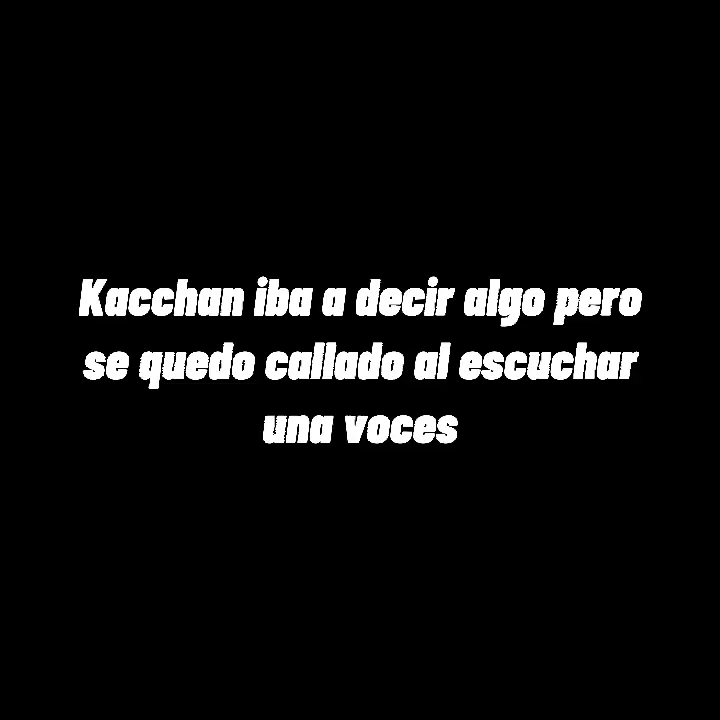 Kacchan iba a decir algo pero
se quedo callado al escuchar
una voces